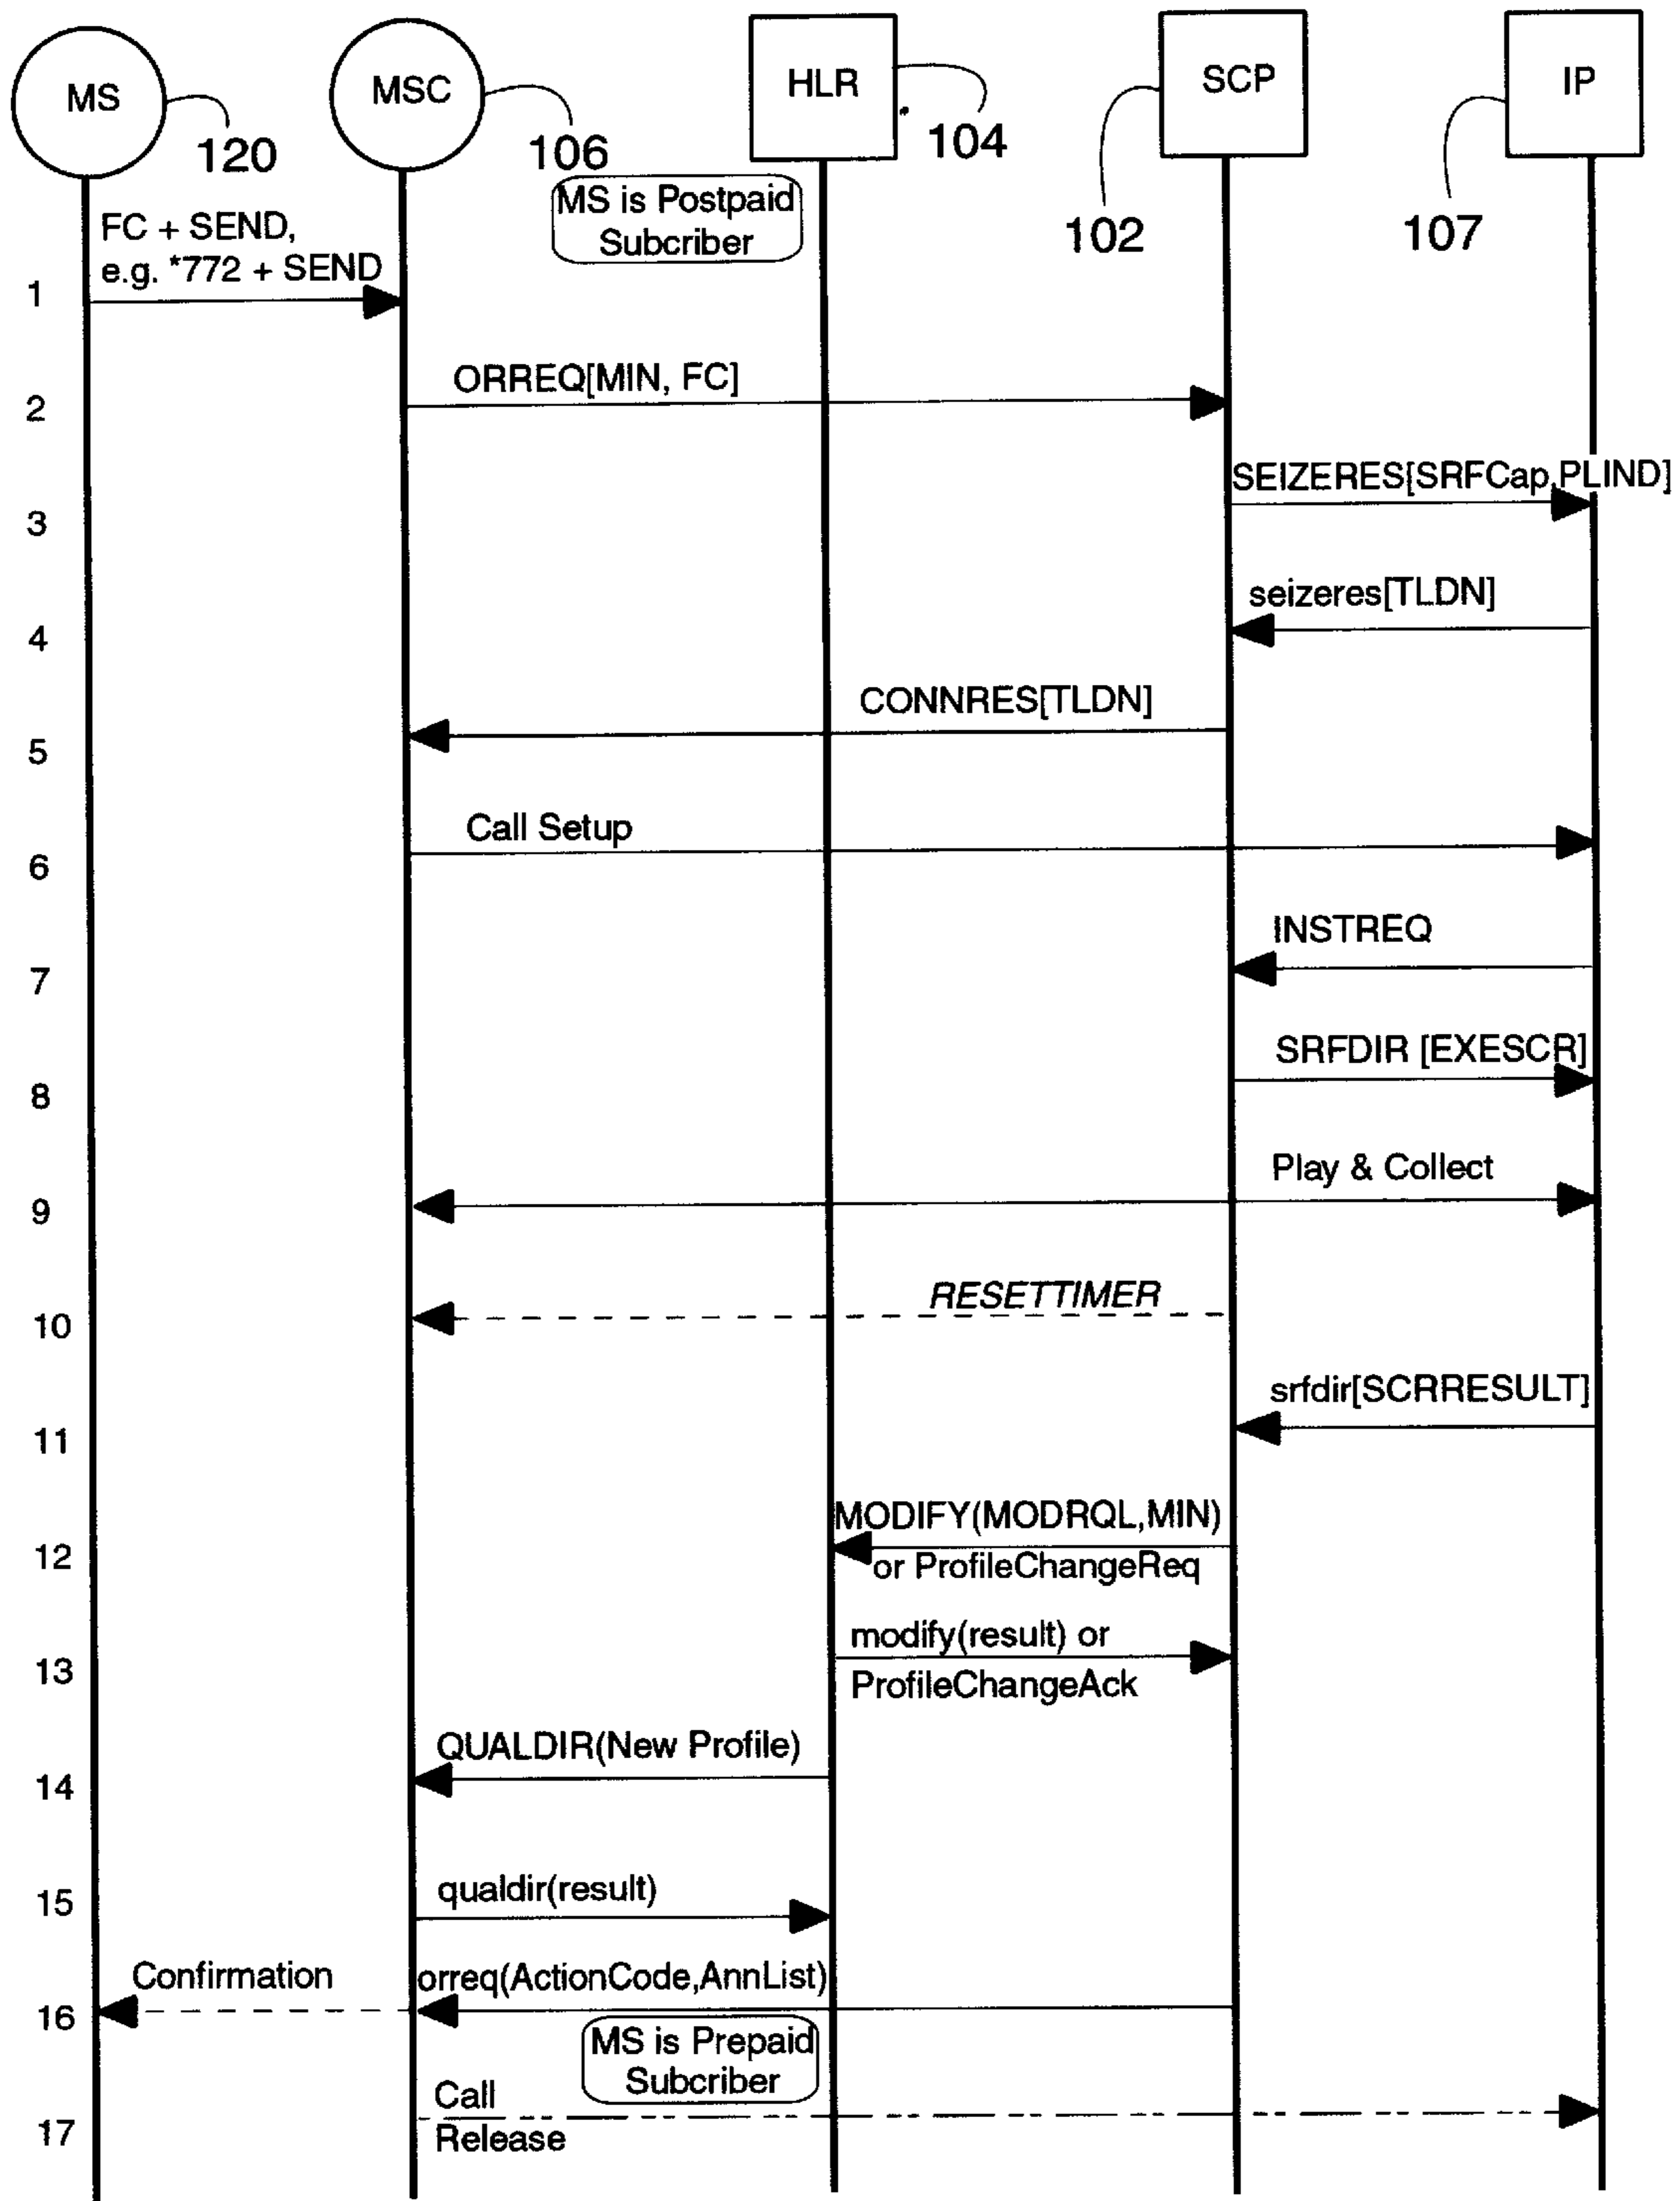 MS
MSC
HLR
SCP
IP
120
106
104
102
107
MS is Postpaid
Subcriber
FC + SEND,
e.g. *772 + SEND
1
ORREQ[MIN, FC]
2
SEIZERES[SRFCap,PLIND]
3
seizeres[TLDN]
4
CONNRES[TLDN]
5
Call Setup
6
INSTREQ
7
SRFDIR [EXESCR]
8
Play & Collect
9
RESETTIMER
10
srfdir[SCRRESULT]
11
MODIFY(MODRQL,MIN)
12
or ProfileChangeReq
modify(result) or
13
ProfileChangeAck
QUALDIR(New Profile)
14
qualdir(result)
15
Confirmation
orreq(ActionCode,AnnList)
16
MS is Prepaid
Subcriber
Call
17
Release